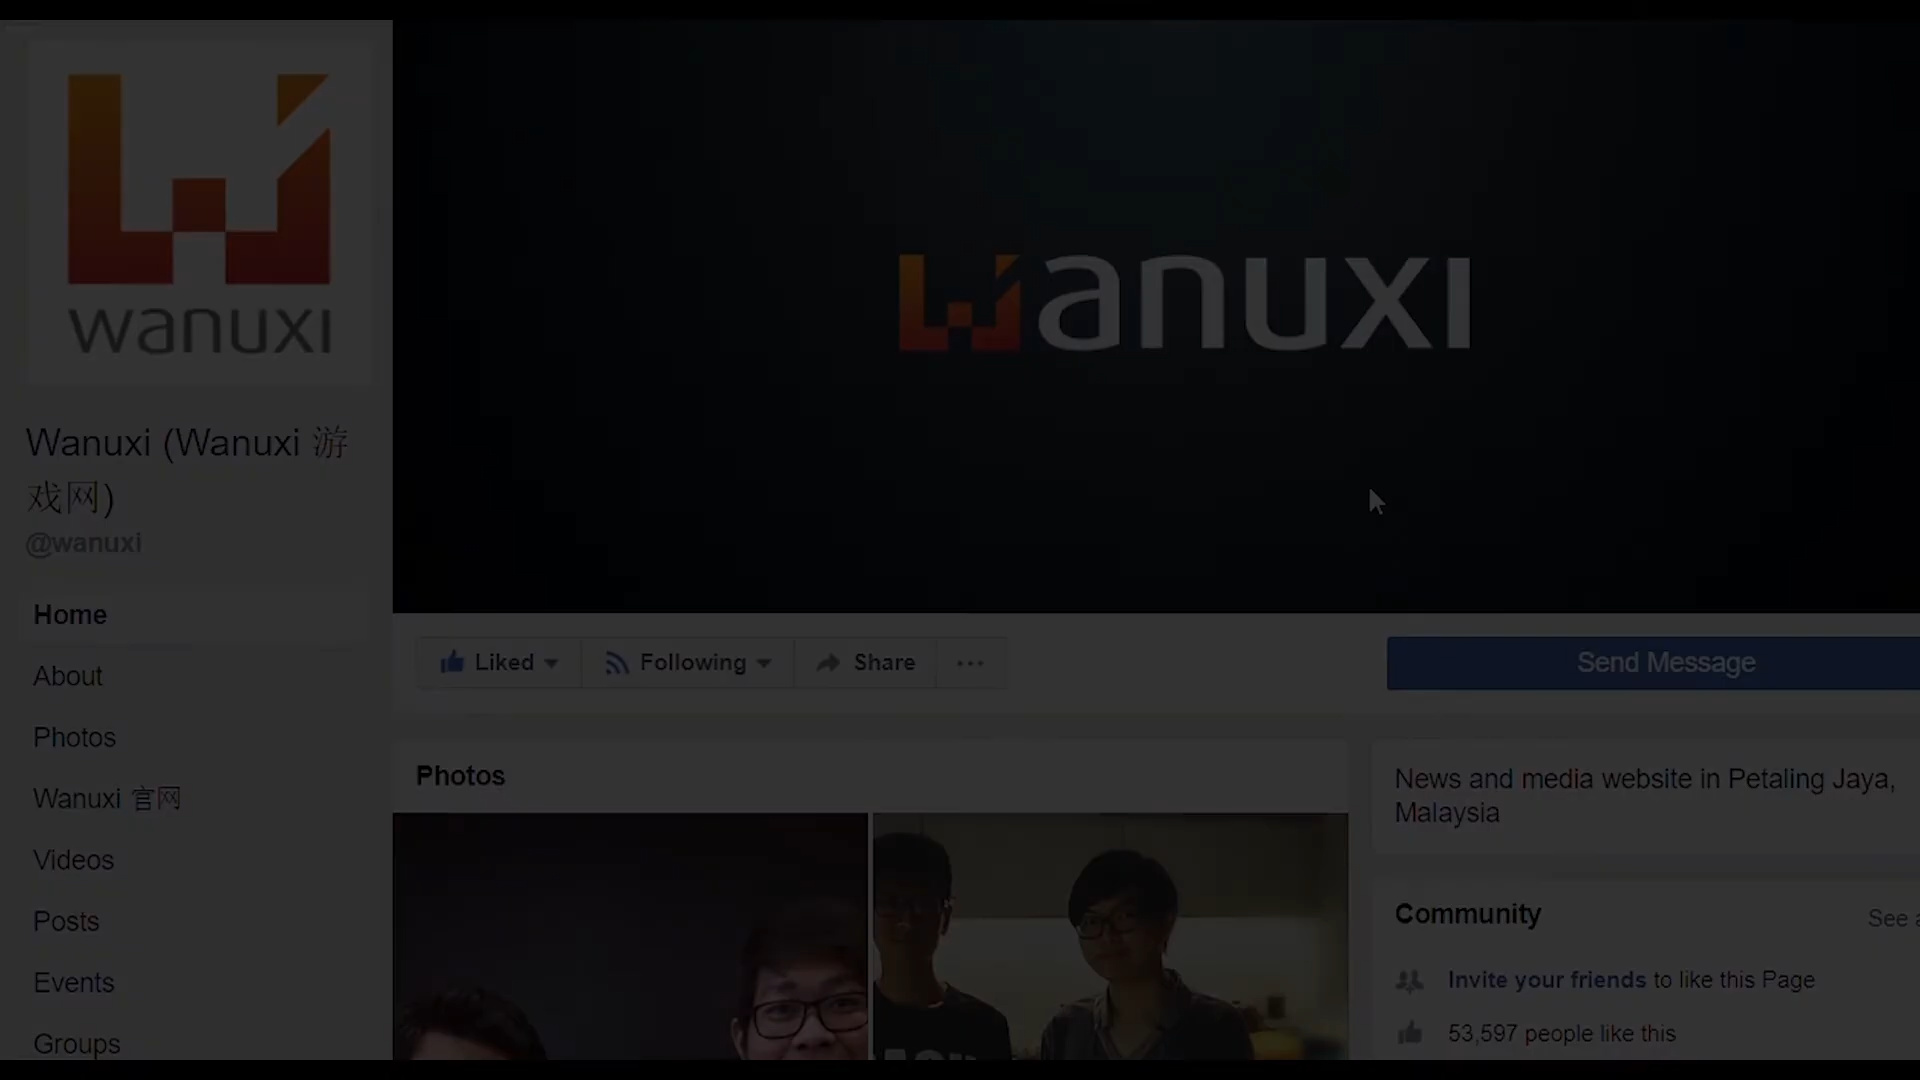 wanuxi
wanuxi
Wanuxi (Wanuxi 游
戏网)
@wanuxi
Home
About
Photos
Wanuxi 官网
Videos
Posts
Events
Groups
Liked
Following
Share
Send Message
Photos
News and media website in Petaling Jaya,
Malaysia
Community
See
Invite your friends to like this Page
53,597 people like this